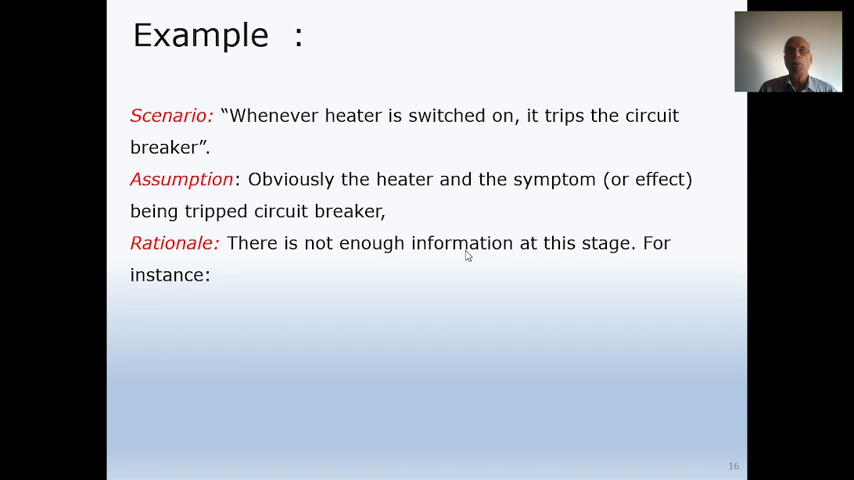 Example :
Scenario: “Whenever heater is switched on, it trips the circuit
breaker”.
Assumption: Obviously the heater and the symptom (or effect)
being tripped circuit breaker,
Rationale: There is not enough information at this stage. For
instance:
16